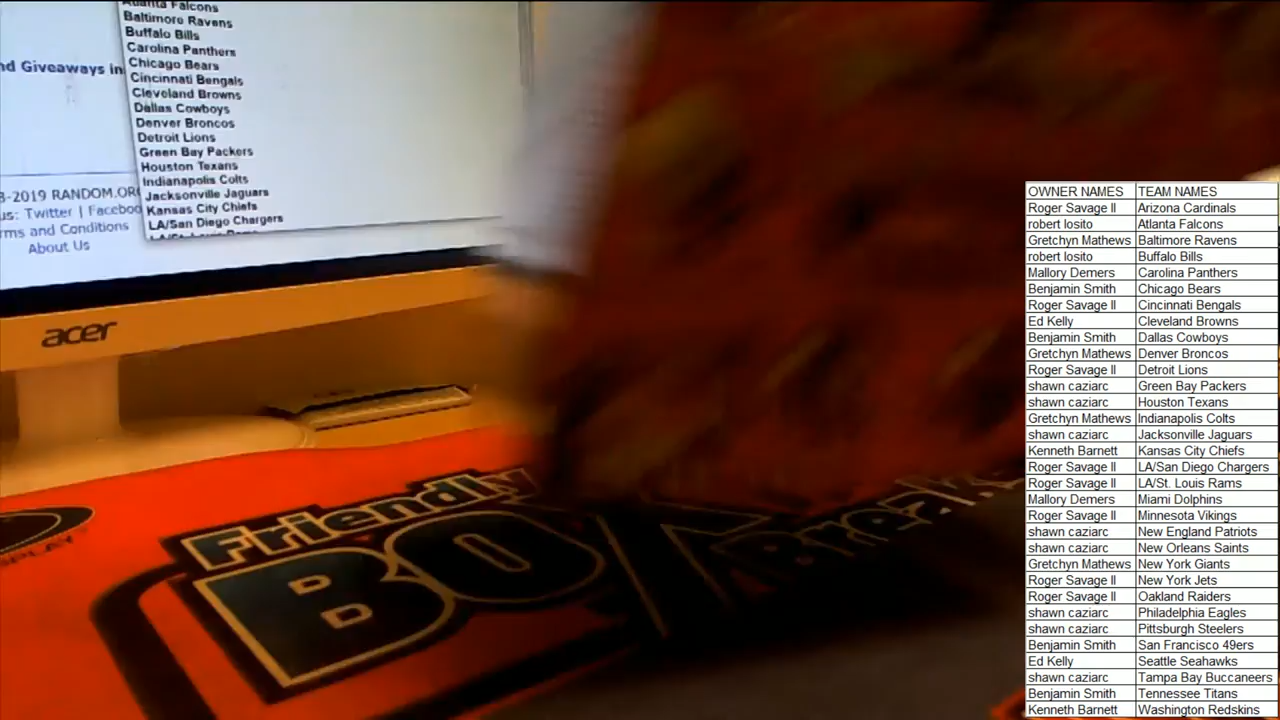 Atlanta Falcons
Baltimore Ravens
Buffalo Bills
Carolina Panthers
Chicago Bears
Cincinnati Bengals
Cleveland Browns
Dallas Cowboys
Denver Broncos
Detroit Lions
Green Bay Packers
Houston Texans
Indianapolis Colts
Jacksonville Jaguars
Kansas City Chiefs
LA/San Diego Chargers
LA/St. Louis Rams
nd Giveaways in
8-2019 RANDOM.OR
us: Twitter | Faceboo
rms and Conditions
About Us
acer
Friendly
BOX
Break
SPLAY
OWNER NAMES TEAM NAMES
Roger Savage II Arizona Cardinals
robert losito Atlanta Falcons
Gretchyn Mathews Baltimore Ravens
robert losito Buffalo Bills
Mallory Demers Carolina Panthers
Benjamin Smith Chicago Bears
Roger Savage II Cincinnati Bengals
Ed Kelly Cleveland Browns
Benjamin Smith Dallas Cowboys
Gretchyn Mathews Denver Broncos
Roger Savage II Detroit Lions
shawn caziarc Green Bay Packers
shawn caziarc Houston Texans
Gretchyn Mathews Indianapolis Colts
shawn caziarc Jacksonville Jaguars
Kenneth Barnett Kansas City Chiefs
Roger Savage II LA/San Diego Chargers
Roger Savage II LA/St. Louis Rams
Mallory Demers Miami Dolphins
Roger Savage II Minnesota Vikings
shawn caziarc New England Patriots
shawn caziarc New Orleans Saints
Gretchyn Mathews New York Giants
Roger Savage II New York Jets
Roger Savage II Oakland Raiders
shawn caziarc Philadelphia Eagles
shawn caziarc Pittsburgh Steelers
Benjamin Smith San Francisco 49ers
Ed Kelly Seattle Seahawks
shawn caziarc Tampa Bay Buccaneers
Benjamin Smith Tennessee Titans
Kenneth Barnett Washington Redskins